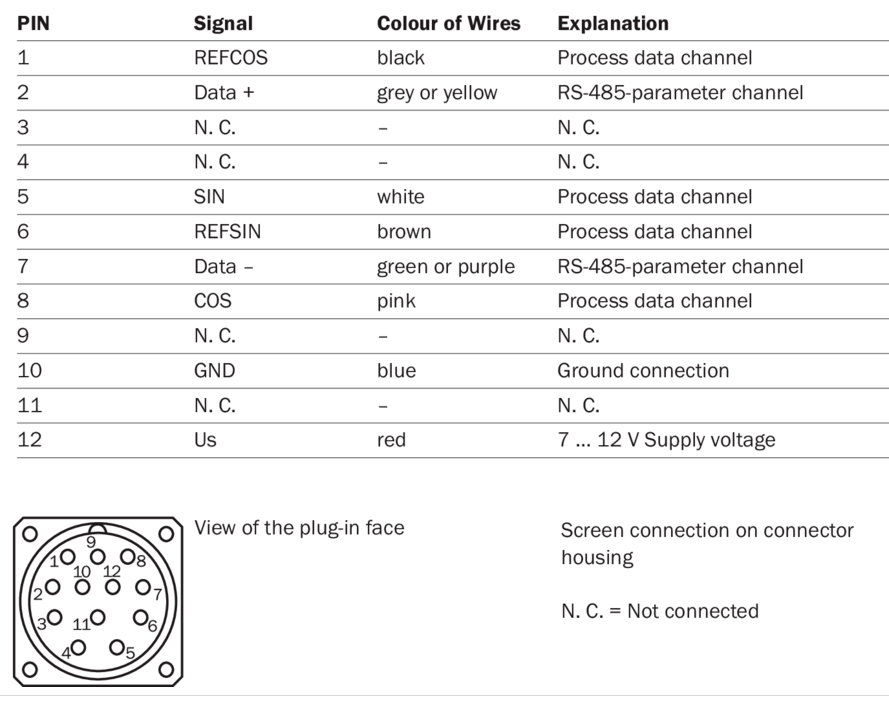 PIN Signal Colour of Wires Explanation
1 REFCOS black Process data channel
2 Data + grey or yellow RS-485-parameter channel
3 N. C. – N. C.
4 N. C. – N. C.
5 SIN white Process data channel
6 REFSIN brown Process data channel
7 Data – green or purple RS-485-parameter channel
8 COS pink Process data channel
9 N. C. – N. C.
10 GND blue Ground connection
11 N. C. – N. C.
12 Us red 7 ... 12 V Supply voltage
View of the plug-in face
Screen connection on connector
housing
N. C. = Not connected
9
1 8
10 12
2 7
3 11 6
4 5